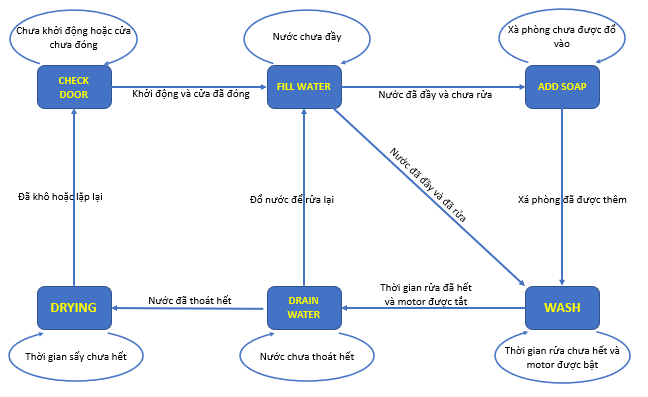 Chưa khởi động hoặc cửa
chưa đóng
Nước chưa đầy
Xà phòng chưa được đổ
vào
CHECK
DOOR
Khởi động và cửa đã đóng
FILL WATER
Nước đã đầy và chưa rửa
ADD SOAP
Nước đã đầy và đã rửa
Đã khô hoặc lặp lại
Đổ nước để rửa lại
Xà phòng đã được thêm
DRYING
Nước đã thoát hết
DRAIN
WATER
Thời gian rửa đã hết
và motor được tắt
WASH
Thời gian sấy chưa hết
Nước chưa thoát hết
Thời gian rửa chưa hết và
motor được bật